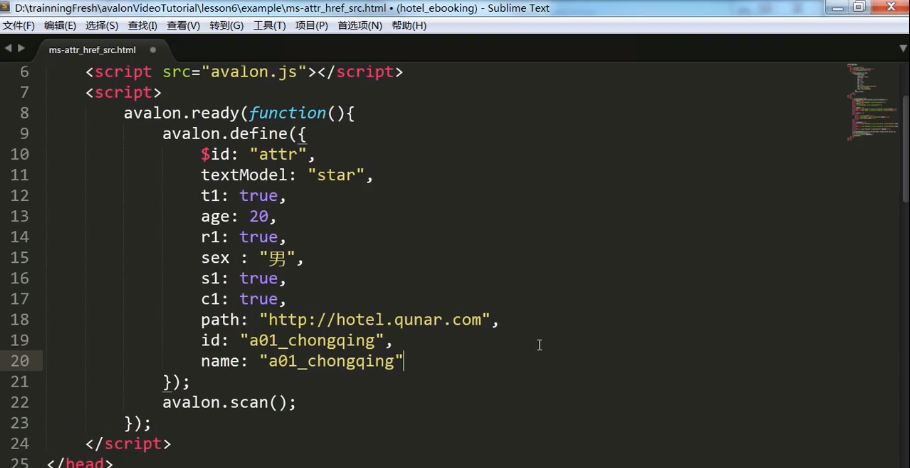 D:\trainningFresh\avalonVideoTutorial\lesson6\example\ms-attr_href_src.html • (hotel_ebooking) - Sublime Text
文件(F) 编辑(E) 选择(S) 查找(I) 查看(V) 转到(G) 工具(T) 项目(P) 首选项(N) 帮助(H)
ms-attr_href_src.html
6 <script src="avalon.js"></script>
7 <script>
8 avalon.ready(function(){
9 avalon.define({
10 $id: "attr",
11 textModel: "star",
12 t1: true,
13 age: 20,
14 r1: true,
15 sex : "男",
16 s1: true,
17 c1: true,
18 path: "http://hotel.qunar.com",
19 id: "a01_chongqing",
20 name: "a01_chongqing"
21 });
22 avalon.scan();
23 });
24 </script>
25 </head>